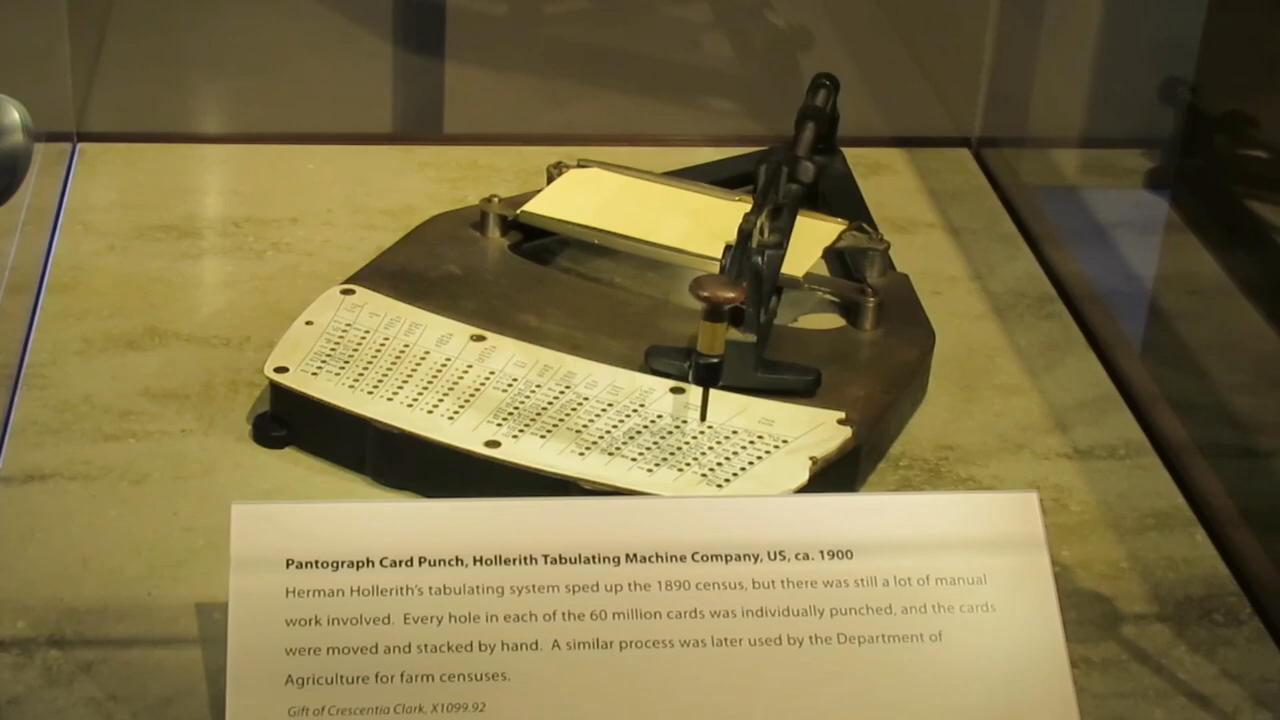 Pantograph Card Punch, Hollerith Tabulating Machine Company, US, ca. 1900
Herman Hollerith's tabulating system sped up the 1890 census, but there was still a lot of manual
work involved. Every hole in each of the 60 million cards was individually punched, and the cards
were moved and stacked by hand. A similar process was later used by the Department of
Agriculture for farm censuses.
Gift of Crescentia Clark, X1099.92